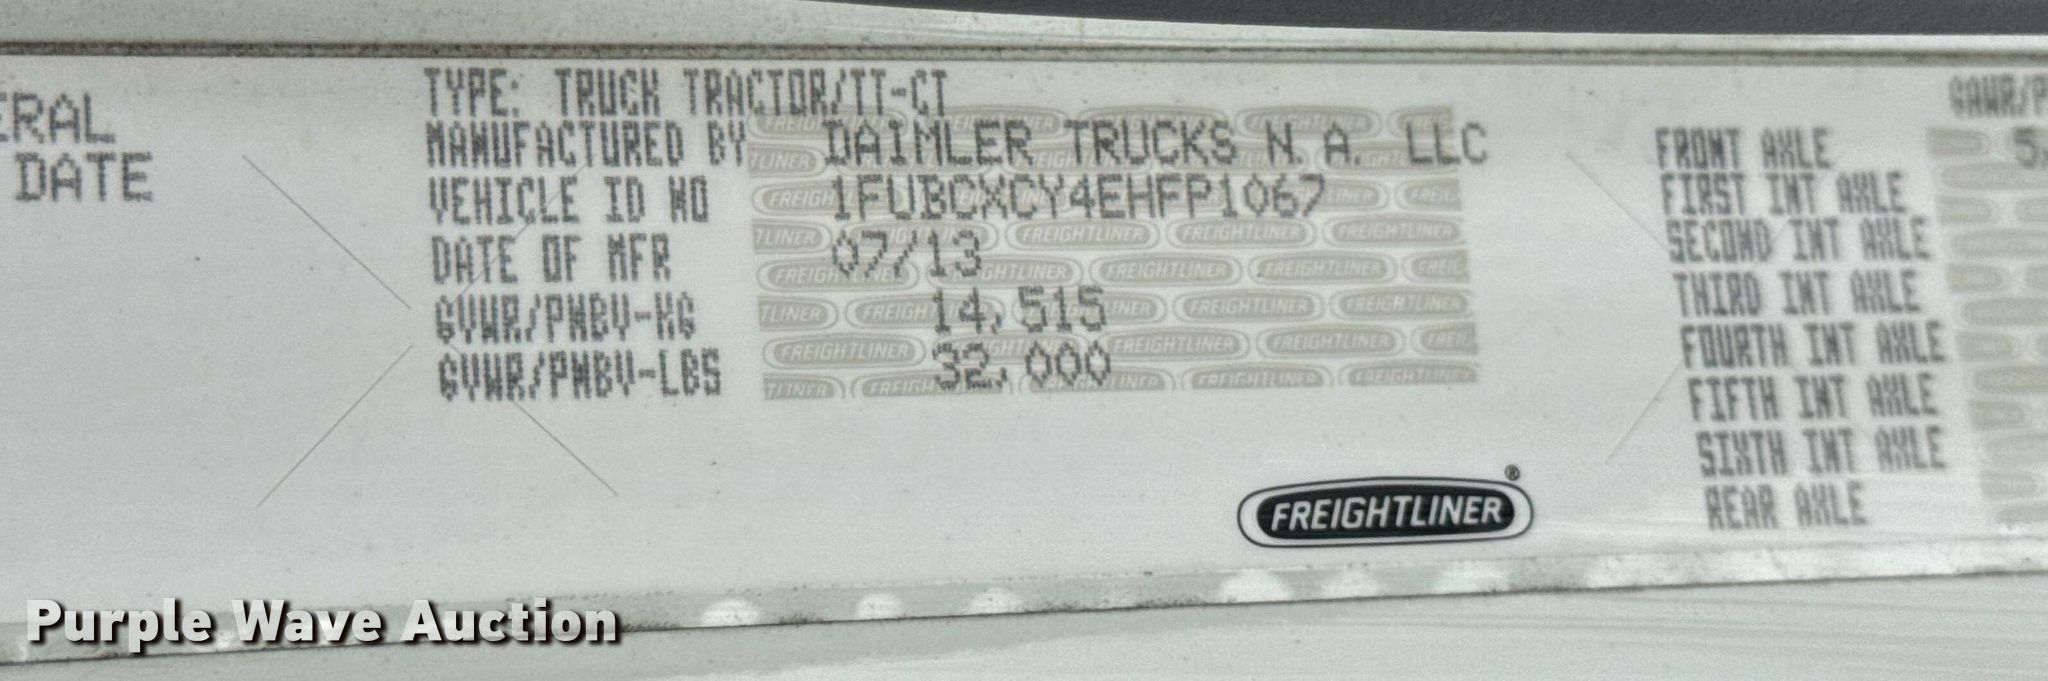 ERAL
DATE
TYPE: TRUCK TRACTOR/TT-CT
MANUFACTURED BY DAIMLER TRUCKS N. A. LLC
VEHICLE ID NO 1FUBCXCY4EHFP1067
DATE OF MFR 07/13
GVWR/PNBV-KG 14,515
GVWR/PNBV-LBS 32,000
FREIGHTLINER®
GAWR/P
FRONT AXLE 5
FIRST INT AXLE
SECOND INT AXLE
THIRD INT AXLE
FOURTH INT AXLE
FIFTH INT AXLE
SIXTH INT AXLE
REAR AXLE
Purple Wave Auction